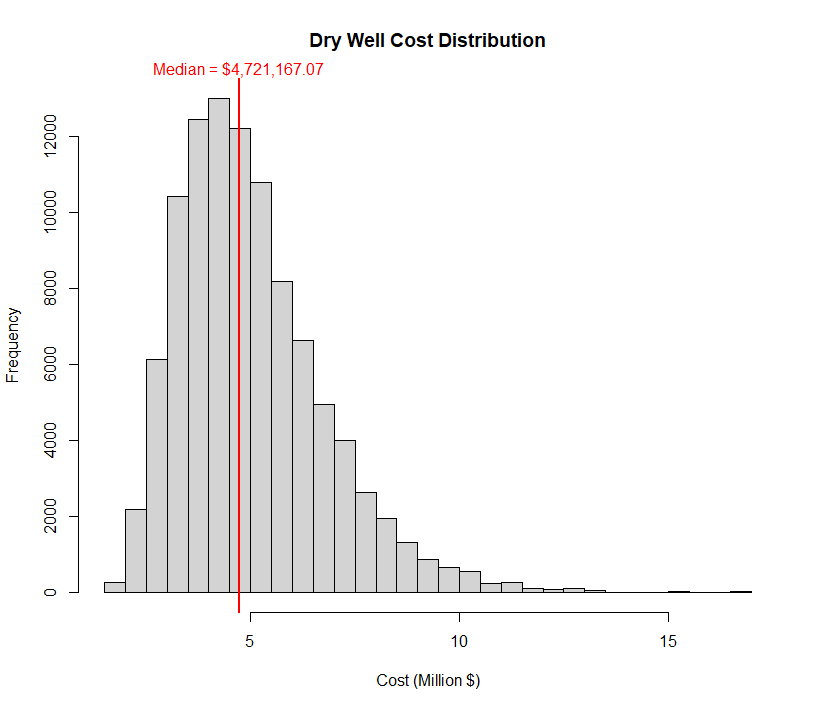 Dry Well Cost Distribution
Median = $4,721,167.07
12000
10000
8000
6000
4000
2000
0
Frequency
5 10 15
Cost (Million $)